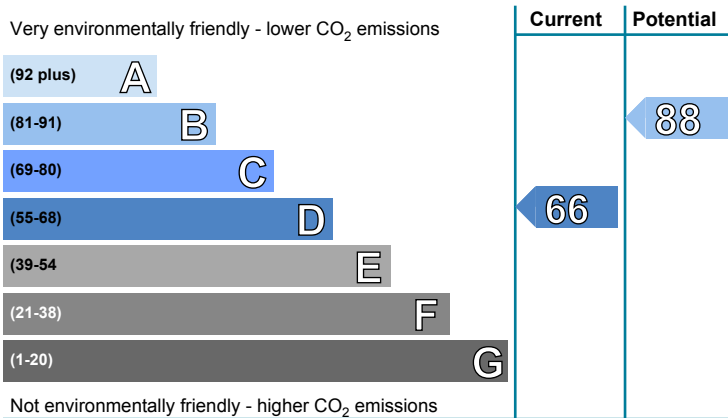 Current Potential
Very environmentally friendly - lower CO2 emissions
(92 plus) A
(81-91) B
88
(69-80) C
(55-68) D
66
(39-54 E
(21-38) F
(1-20) G
Not environmentally friendly - higher CO2 emissions